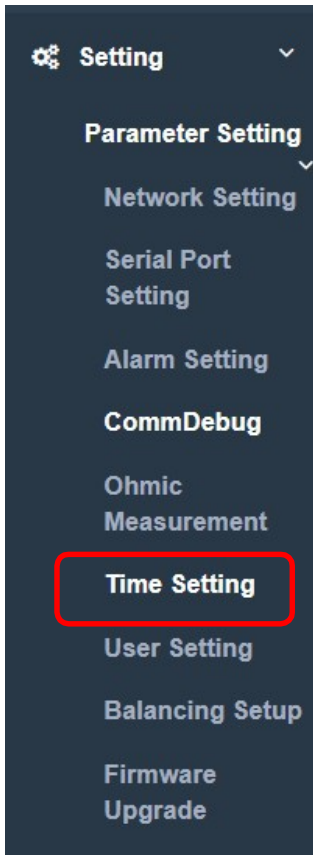 Setting
Parameter Setting
Network Setting
Serial Port
Setting
Alarm Setting
CommDebug
Ohmic
Measurement
Time Setting
User Setting
Balancing Setup
Firmware
Upgrade